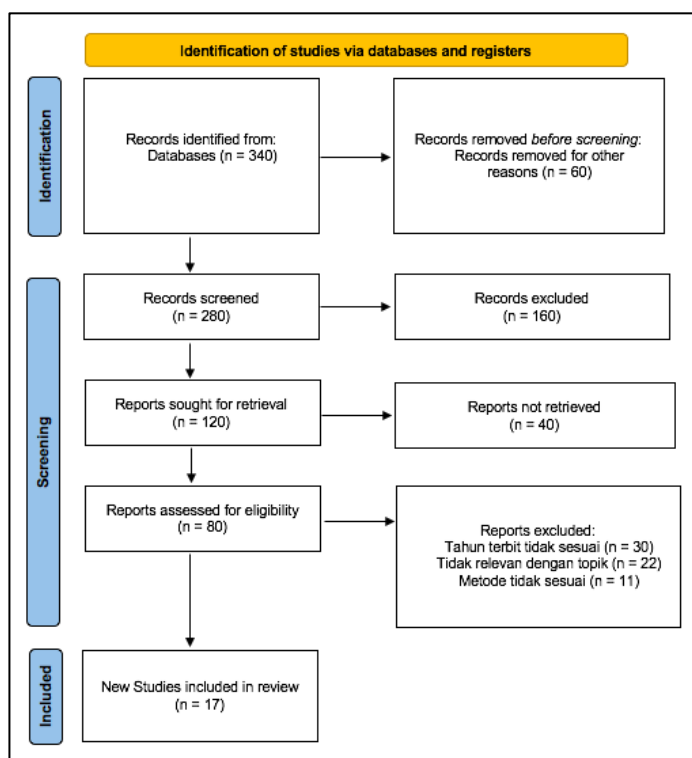 Identification of studies via databases and registers
Identification
Records identified from:
Databases (n = 340)
Records removed before screening:
Records removed for other
reasons (n = 60)
Screening
Records screened
(n = 280)
Records excluded
(n = 160)
Reports sought for retrieval
(n = 120)
Reports not retrieved
(n = 40)
Reports assessed for eligibility
(n = 80)
Reports excluded:
Tahun terbit tidak sesuai (n = 30)
Tidak relevan dengan topik (n = 22)
Metode tidak sesuai (n = 11)
Included
New Studies included in review
(n = 17)